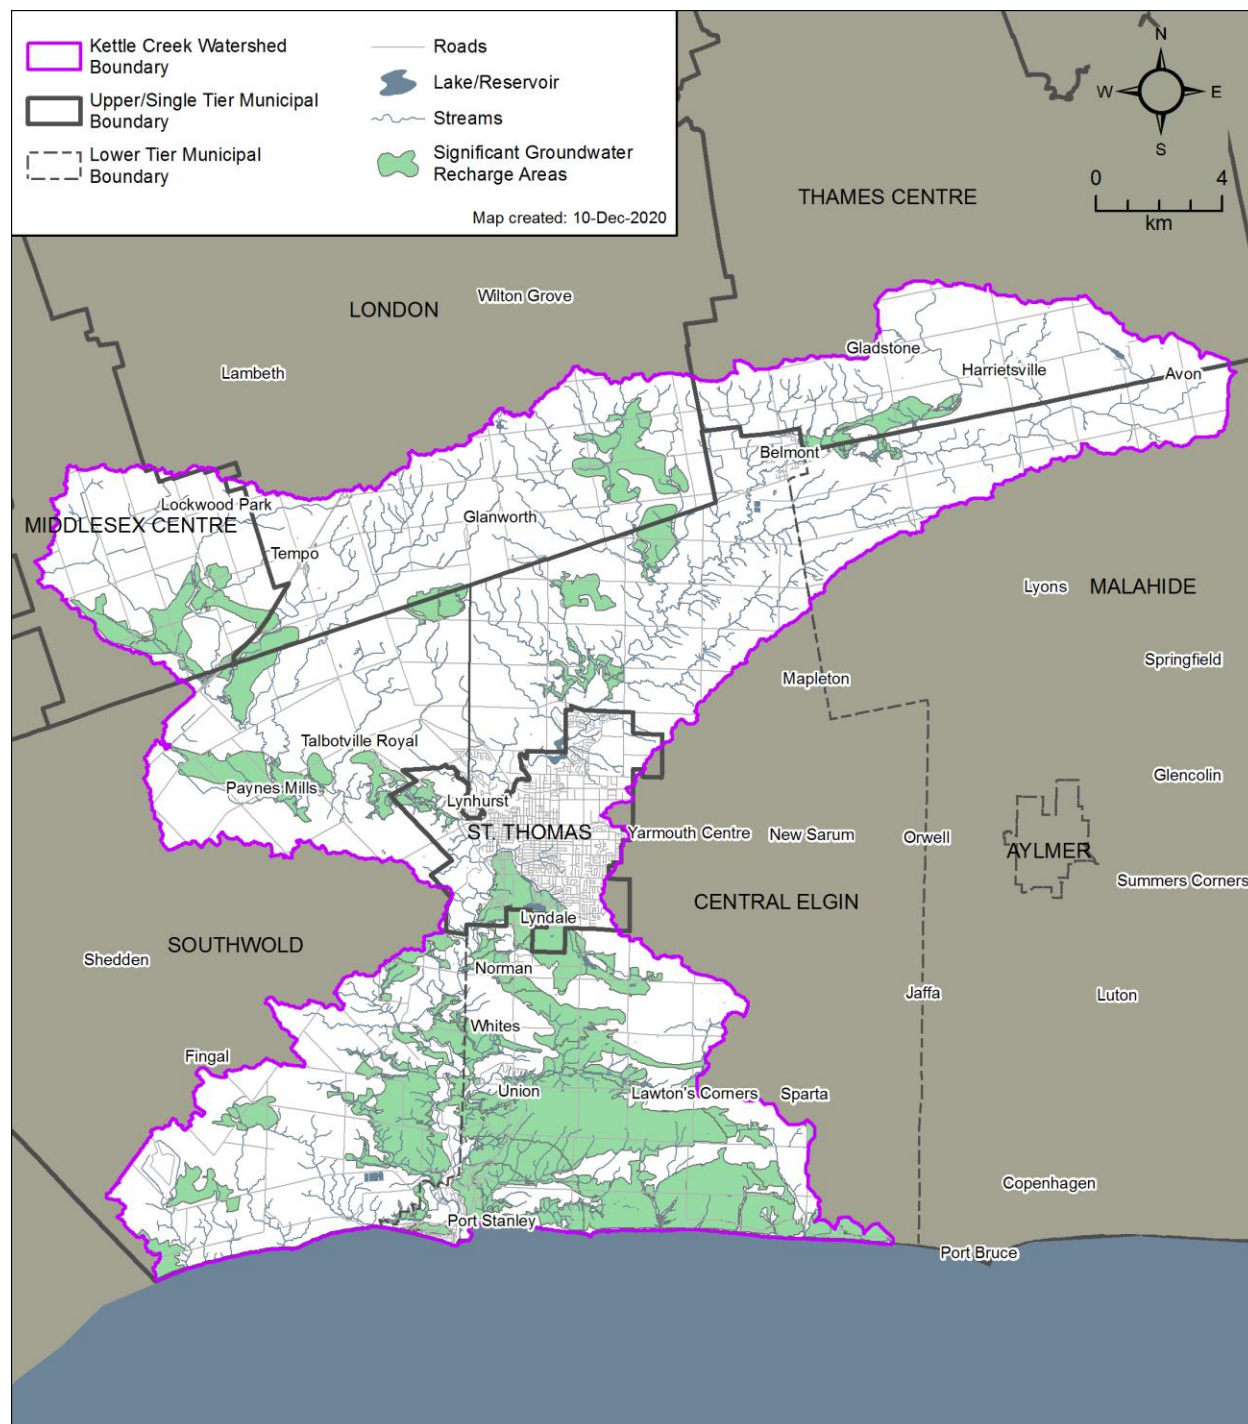 Kettle Creek Watershed
Boundary
Upper/Single Tier Municipal
Boundary
Lower Tier Municipal
Boundary
Roads
Lake/Reservoir
Streams
Significant Groundwater
Recharge Areas
Map created: 10-Dec-2020
N
W
E
S
0
4
km
THAMES CENTRE
LONDON
Wilton Grove
Lambeth
Gladstone
Harrietsville
Avon
Belmont
Lockwood Park
MIDDLESEX CENTRE
Glanworth
Tempo
Lyons
MALAHIDE
Springfield
Mapleton
Talbotville Royal
Glencolin
Paynes Mills
Lynhurst
ST. THOMAS
Yarmouth Centre
New Sarum
Orwell
AYLMER
Summers Corners
CENTRAL ELGIN
Lyndale
SOUTHWOLD
Shedden
Norman
Jaffa
Luton
Whites
Fingal
Union
Lawton's Corners
Sparta
Copenhagen
Port Stanley
Port Bruce